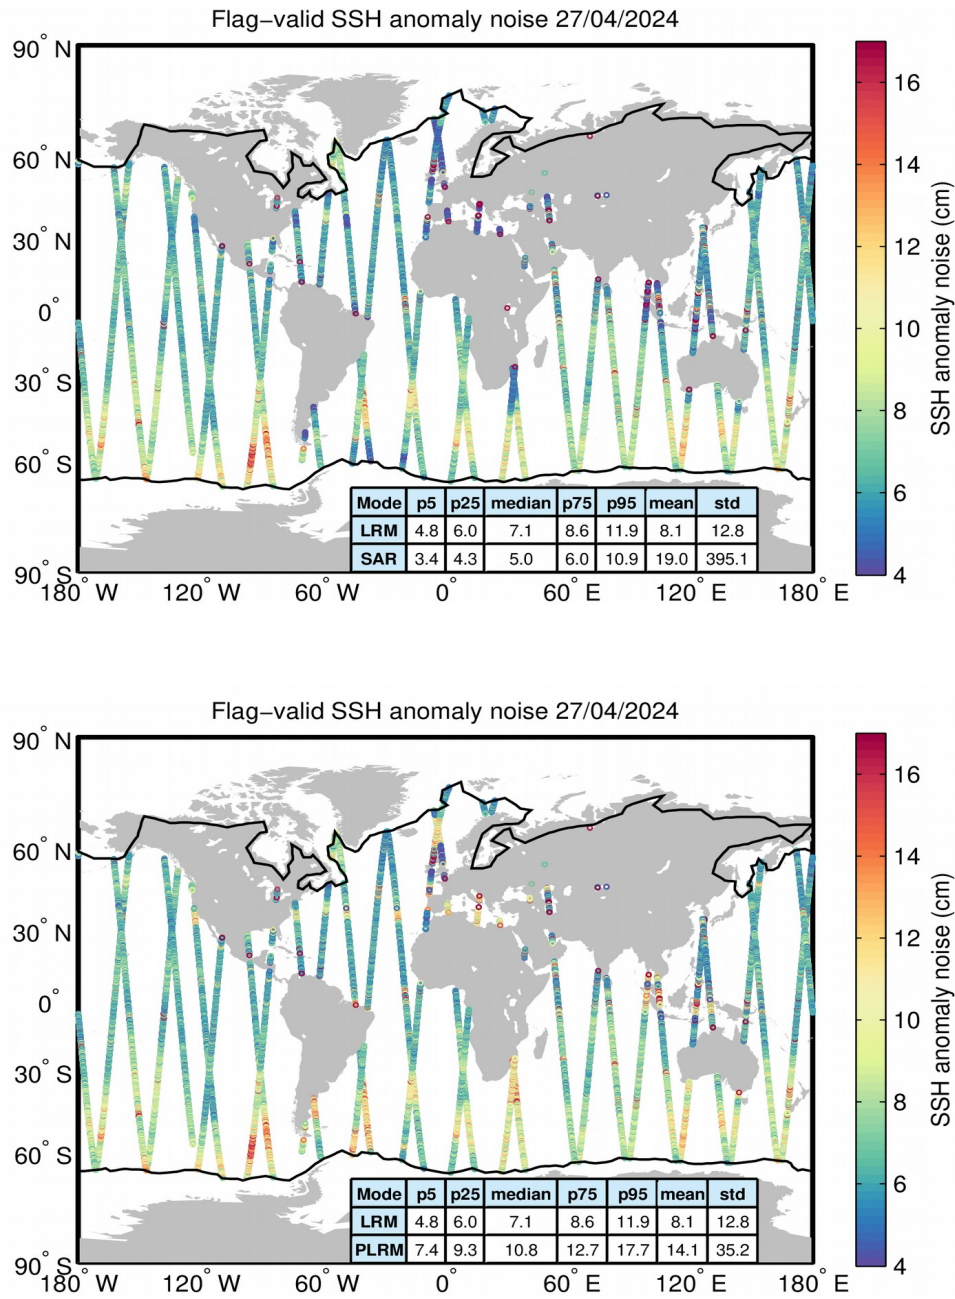 Flag−valid SSH anomaly noise 27/04/2024
90° N
60° N
30° N
0°
30° S
60° S
90° S
180° W
120° W
60° W
0°
60° E
120° E
180° E
Mode p5 p25 median p75 p95 mean std
LRM 4.8 6.0 7.1 8.6 11.9 8.1 12.8
SAR 3.4 4.3 5.0 6.0 10.9 19.0 395.1
16
14
12
10
8
6
4
SSH anomaly noise (cm)
Flag−valid SSH anomaly noise 27/04/2024
90° N
60° N
30° N
0°
30° S
60° S
90° S
180° W
120° W
60° W
0°
60° E
120° E
180° E
Mode p5 p25 median p75 p95 mean std
LRM 4.8 6.0 7.1 8.6 11.9 8.1 12.8
PLRM 7.4 9.3 10.8 12.7 17.7 14.1 35.2
16
14
12
10
8
6
4
SSH anomaly noise (cm)